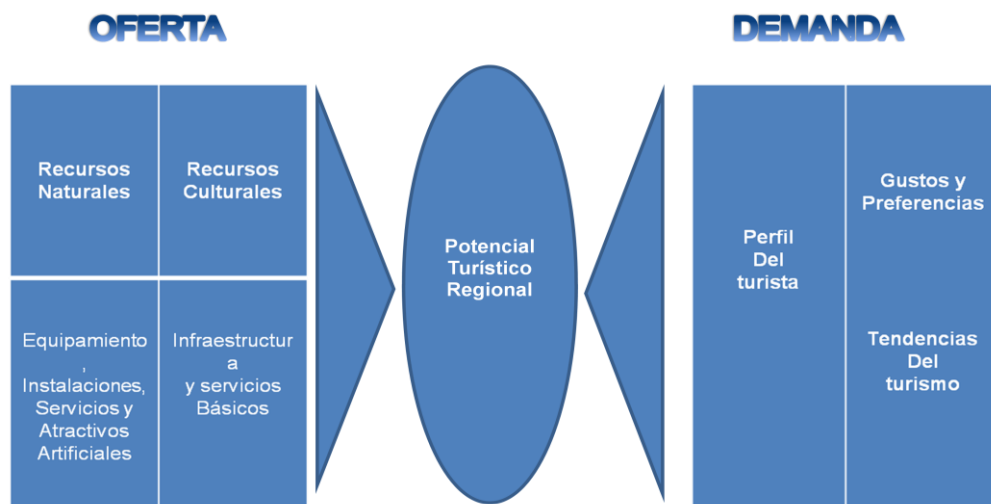 OFERTA
DEMANDA
Recursos
Naturales
Recursos
Culturales
Equipamiento
,
Instalaciones,
Servicios y
Atractivos
Artificiales
Infraestructur
a
y servicios
Básicos
Potencial
Turístico
Regional
Perfil
Del
turista
Gustos y
Preferencias
Tendencias
Del
turismo